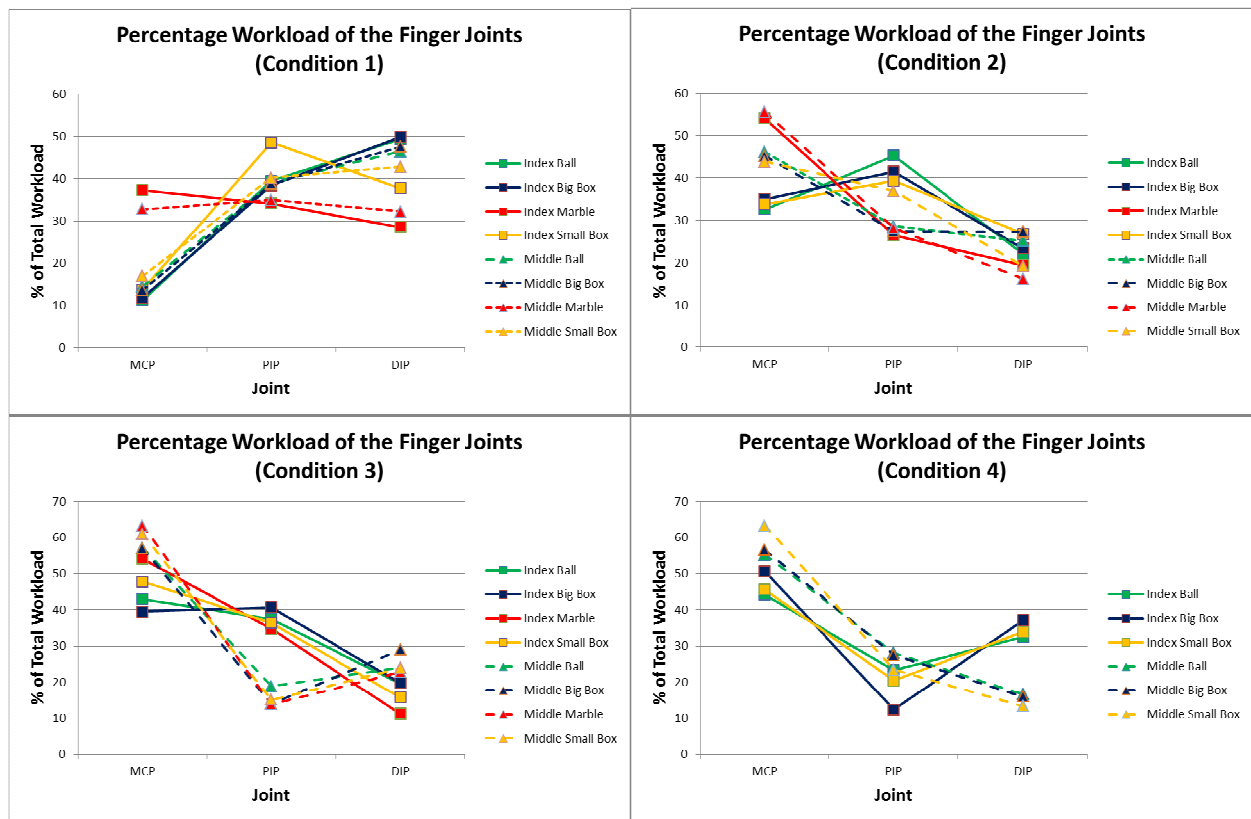 Percentage Workload of the Finger Joints
(Condition 1)
60
50
40
30
20
10
0
% of Total Workload
MCP
PIP
DIP
Joint
Index Ball
Index Big Box
Index Marble
Index Small Box
Middle Ball
Middle Big Box
Middle Marble
Middle Small Box
Percentage Workload of the Finger Joints
(Condition 2)
60
50
40
30
20
10
0
% of Total Workload
MCP
PIP
DIP
Joint
Index Ball
Index Big Box
Index Marble
Index Small Box
Middle Ball
Middle Big Box
Middle Marble
Middle Small Box
Percentage Workload of the Finger Joints
(Condition 3)
70
60
50
40
30
20
10
0
% of Total Workload
MCP
PIP
DIP
Joint
Index Ball
Index Big Box
Index Marble
Index Small Box
Middle Ball
Middle Big Box
Middle Marble
Middle Small Box
Percentage Workload of the Finger Joints
(Condition 4)
70
60
50
40
30
20
10
0
% of Total Workload
MCP
PIP
DIP
Joint
Index Ball
Index Big Box
Index Small Box
Middle Ball
Middle Big Box
Middle Small Box